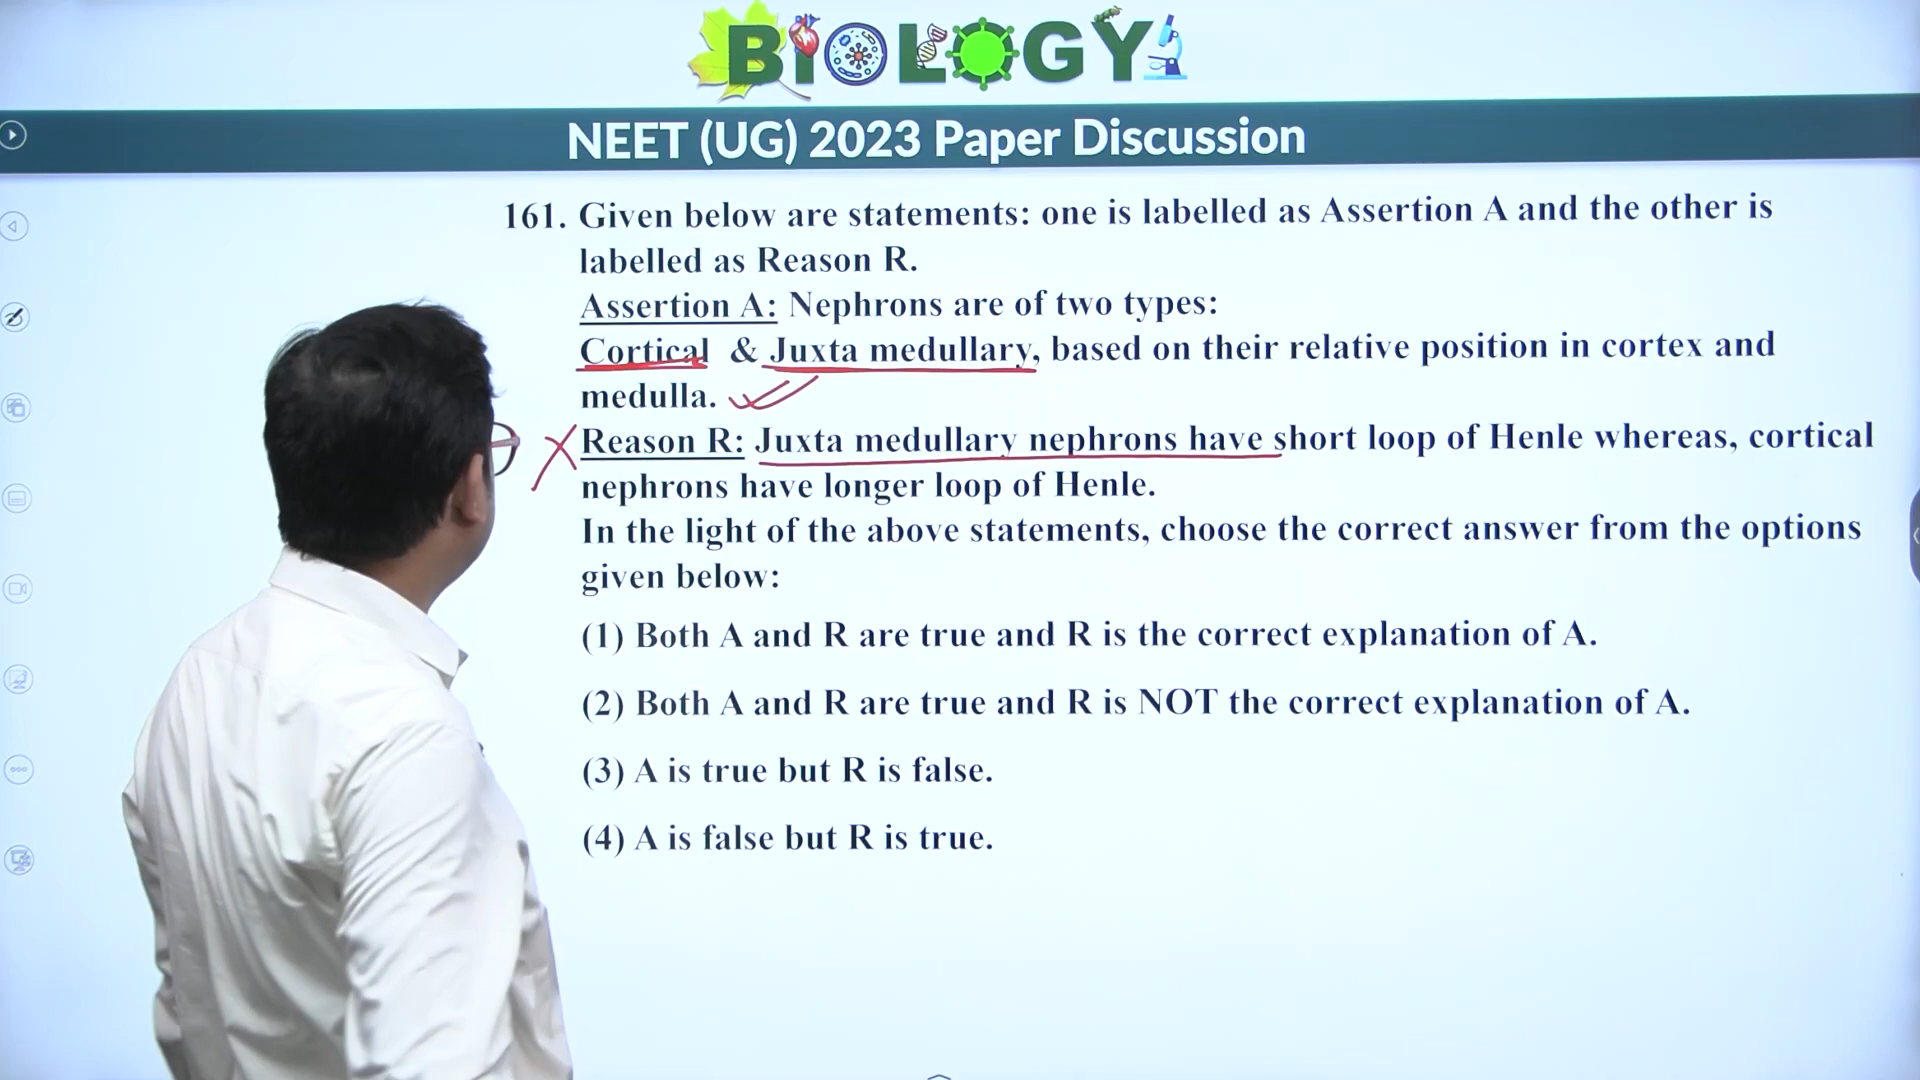 BIOLOGY
NEET (UG) 2023 Paper Discussion
161. Given below are statements: one is labelled as Assertion A and the other is
labelled as Reason R.
Assertion A: Nephrons are of two types:
Cortical & Juxta medullary, based on their relative position in cortex and
medulla.
Reason R: Juxta medullary nephrons have short loop of Henle whereas, cortical
nephrons have longer loop of Henle.
In the light of the above statements, choose the correct answer from the options
given below:
(1) Both A and R are true and R is the correct explanation of A.
(2) Both A and R are true and R is NOT the correct explanation of A.
(3) A is true but R is false.
(4) A is false but R is true.